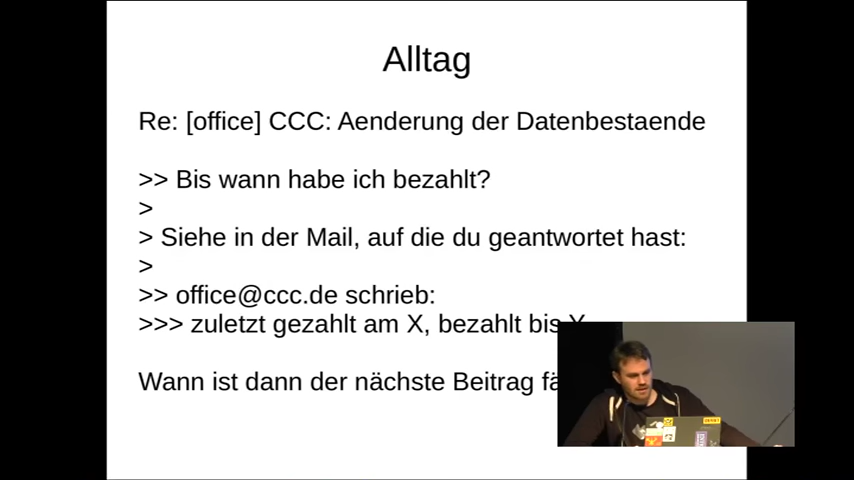 Alltag
Re: [office] CCC: Aenderung der Datenbestaende
>> Bis wann habe ich bezahlt?
>
> Siehe in der Mail, auf die du geantwortet hast:
>
>> office@ccc.de schrieb:
>>> zuletzt gezahlt am X, bezahlt bis Y
Wann ist dann der nächste Beitrag